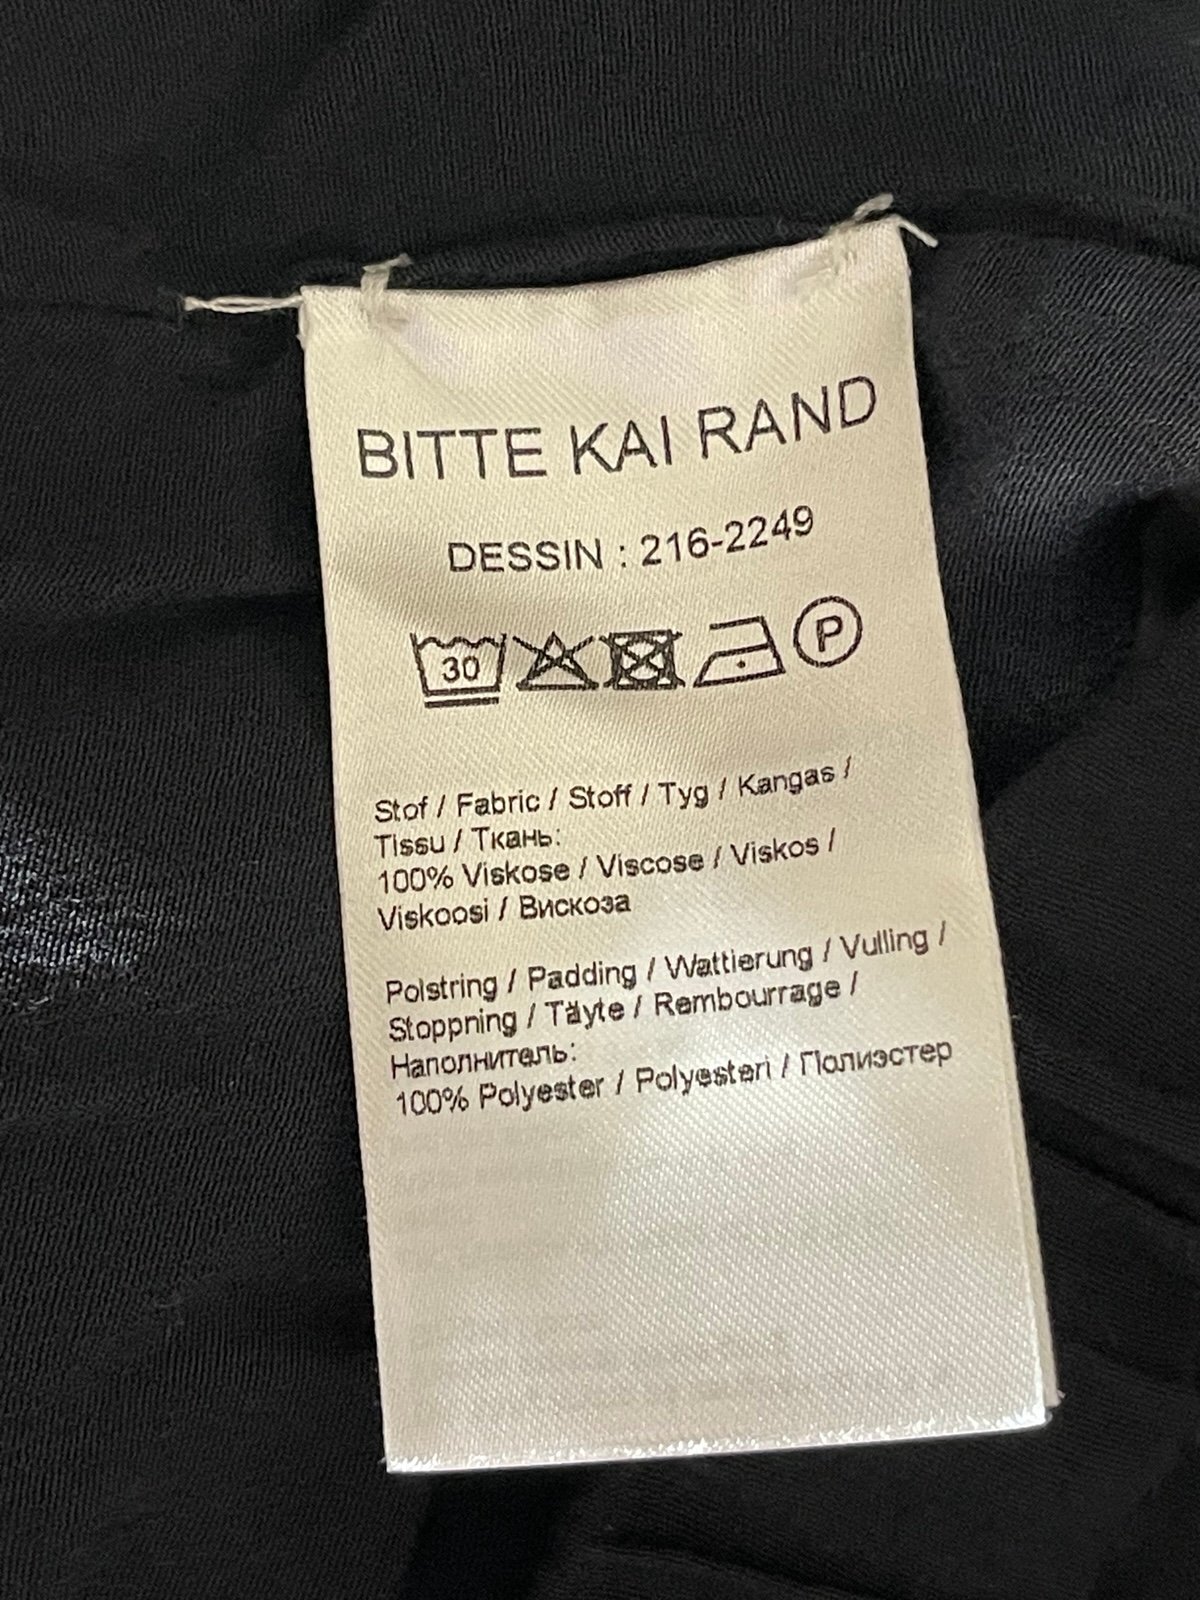 BITTE KAI RAND
DESSIN : 216-2249
30 P
Stof / Fabric / Stoff / Tyg / Kangas /
Tissu / Ткань:
100% Viskose / Viscose / Viskos /
Viskoosi / Вискоза
Polstring / Padding / Wattierung / Vulling /
Stoppning / Täyte / Rembourrage /
Наполнитель:
100% Polyester / Polyesteri / Полиэстер